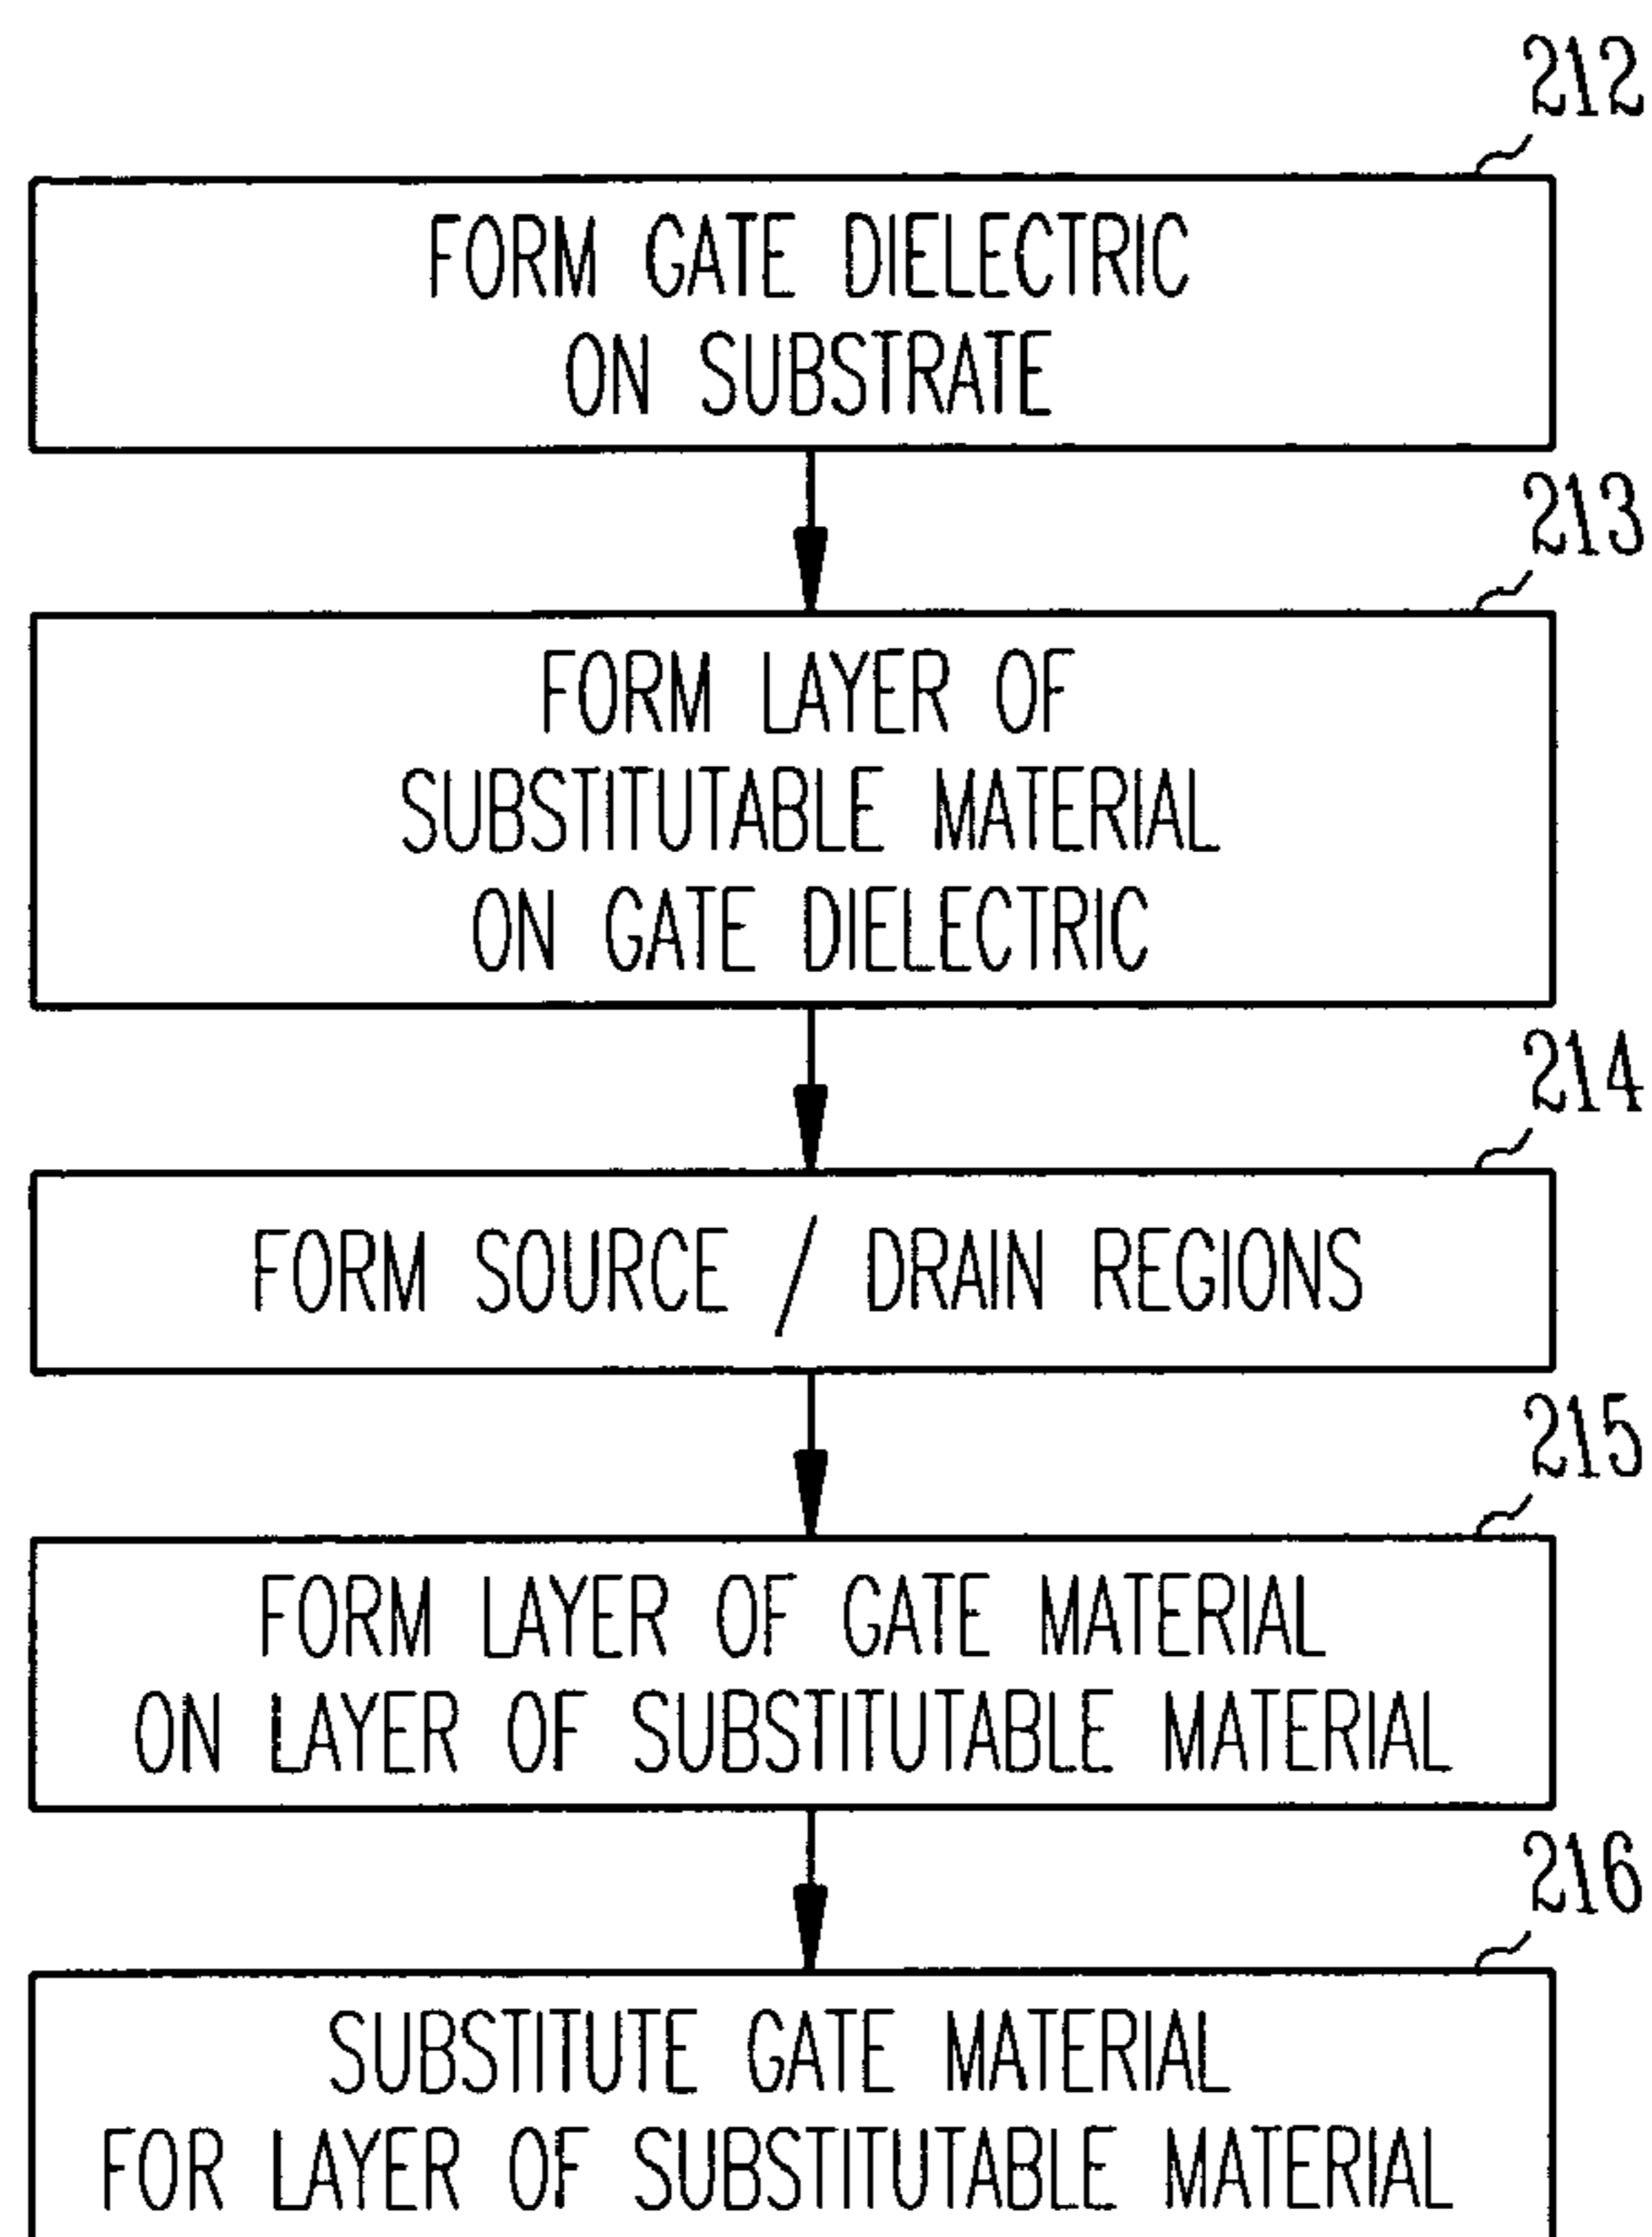 212
FORM GATE DIELECTRIC
ON SUBSTRATE
213
FORM LAYER OF
SUBSTITUTABLE MATERIAL
ON GATE DIELECTRIC
214
FORM SOURCE / DRAIN REGIONS
215
FORM LAYER OF GATE MATERIAL
ON LAYER OF SUBSTITUTABLE MATERIAL
216
SUBSTITUTE GATE MATERIAL
FOR LAYER OF SUBSTITUTABLE MATERIAL